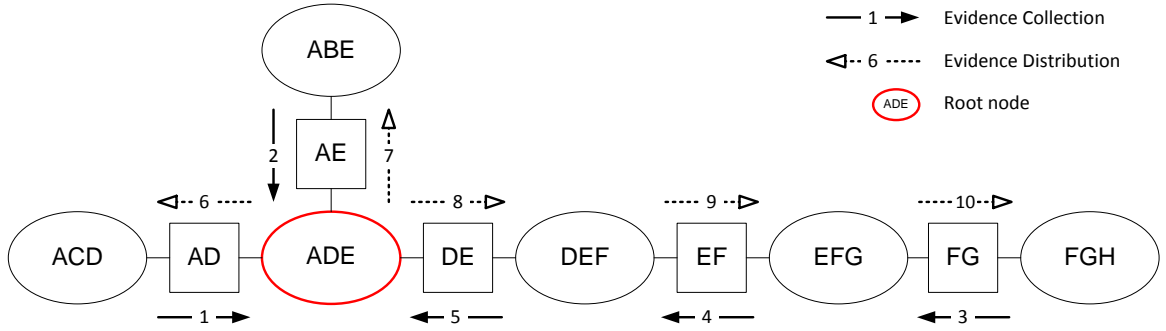 ABE
1 Evidence Collection
6 Evidence Distribution
ADE Root node
2 AE 7
6 8 9 10
ACD AD ADE DE DEF EF EFG FG FGH
1 5 4 3